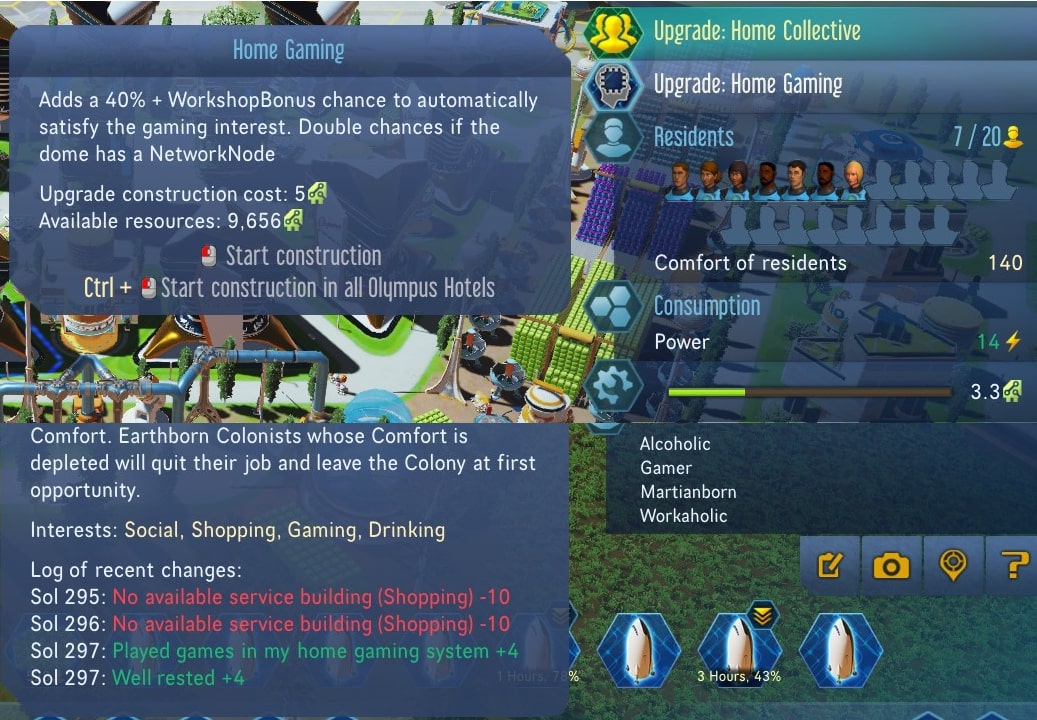 Home Gaming
Adds a 40% + WorkshopBonus chance to automatically
satisfy the gaming interest. Double chances if the
dome has a NetworkNode
Upgrade construction cost: 5
Available resources: 9,656
Start construction
Ctrl + Start construction in all Olympus Hotels
Upgrade: Home Collective
Upgrade: Home Gaming
Residents 7 / 20
Comfort of residents 140
Consumption
Power 14
3.3
Comfort. Earthborn Colonists whose Comfort is
depleted will quit their job and leave the Colony at first
opportunity.
Interests: Social, Shopping, Gaming, Drinking
Log of recent changes:
Sol 295: No available service building (Shopping) -10
Sol 296: No available service building (Shopping) -10
Sol 297: Played games in my home gaming system +4
Sol 297: Well rested +4
Alcoholic
Gamer
Martianborn
Workaholic
1 Hours, %
3 Hours, 43%